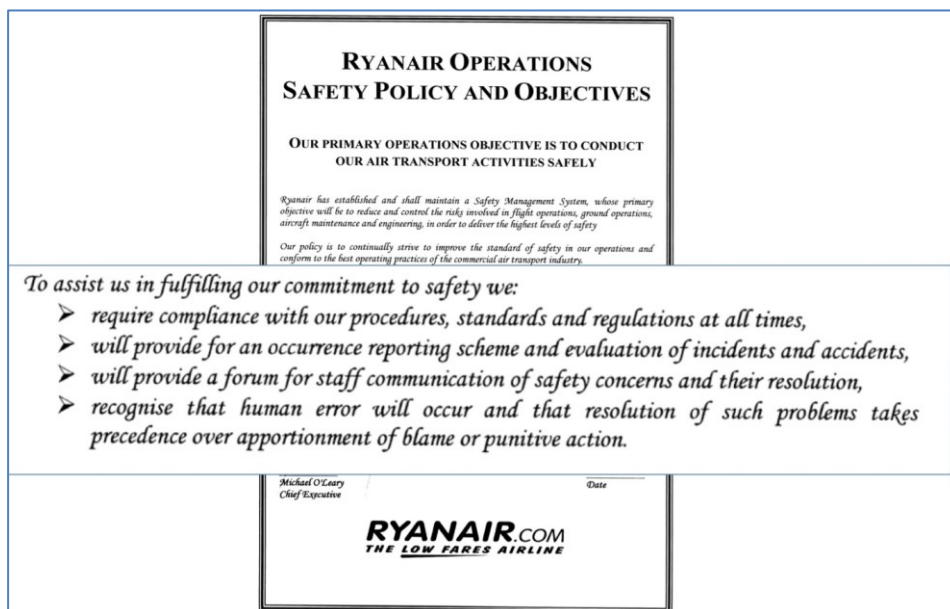 RYANAIR OPERATIONS
SAFETY POLICY AND OBJECTIVES
OUR PRIMARY OPERATIONS OBJECTIVE IS TO CONDUCT
OUR AIR TRANSPORT ACTIVITIES SAFELY
Ryanair has established and shall maintain a Safety Management System, whose primary
objective will be to reduce and control the risks involved in flight operations, ground operations,
aircraft maintenance and engineering, in order to deliver the highest levels of safety
Our policy is to continually strive to improve the standard of safety in our operations and
conform to the best operating practices of the commercial air transport industry.
To assist us in fulfilling our commitment to safety we:
➤ require compliance with our procedures, standards and regulations at all times,
➤ will provide for an occurrence reporting scheme and evaluation of incidents and accidents,
➤ will provide a forum for staff communication of safety concerns and their resolution,
➤ recognise that human error will occur and that resolution of such problems takes
precedence over apportionment of blame or punitive action.
Michael O'Leary
Chief Executive
Date
RYANAIR.COM
THE LOW FARES AIRLINE